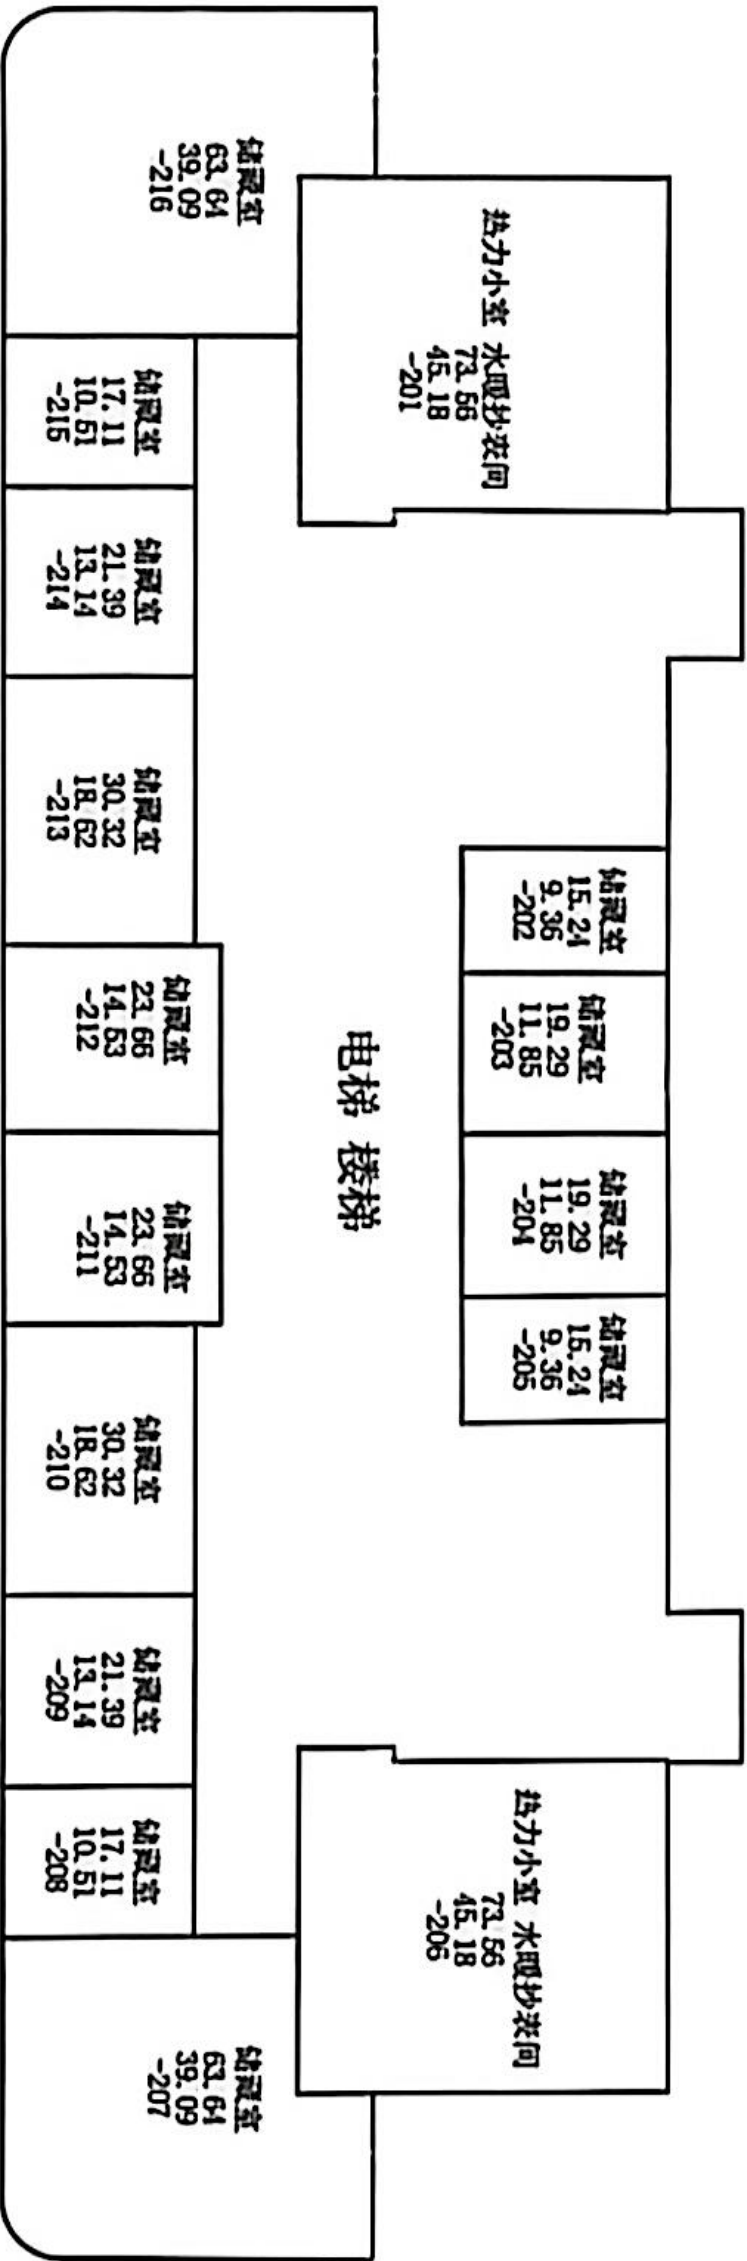 热力小室 水暖抄表间
73.56
45.18
-201
储藏室
15.24
9.36
-202
储藏室
19.29
11.85
-203
储藏室
19.29
11.85
-204
储藏室
15.24
9.36
-205
热力小室 水暖抄表间
73.56
45.18
-206
电梯 楼梯
储藏室
63.64
39.09
-216
储藏室
17.11
10.51
-215
储藏室
21.39
13.14
-214
储藏室
30.32
18.62
-213
储藏室
23.66
14.53
-212
储藏室
23.66
14.53
-211
储藏室
30.32
18.62
-210
储藏室
21.39
13.14
-209
储藏室
17.11
10.51
-208
储藏室
63.64
39.09
-207